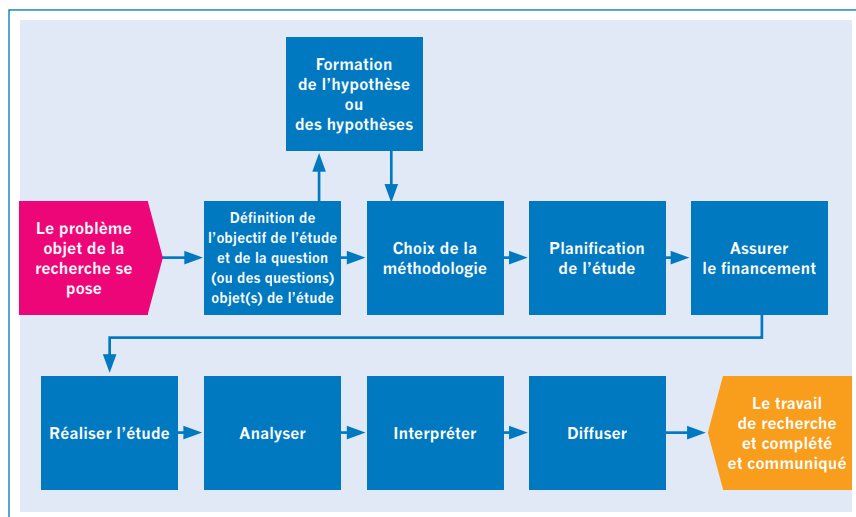 Formation
de l’hypothèse
ou
des hypothèses
Le problème
objet de la
recherche se
pose
Définition de
l’objectif de l’étude
et de la question
(ou des questions)
objet(s) de l’étude
Choix de la
méthodologie
Planification
de l’étude
Assurer
le financement
Réaliser l’étude
Analyser
Interpréter
Diffuser
Le travail
de recherche
et complété
et communiqué